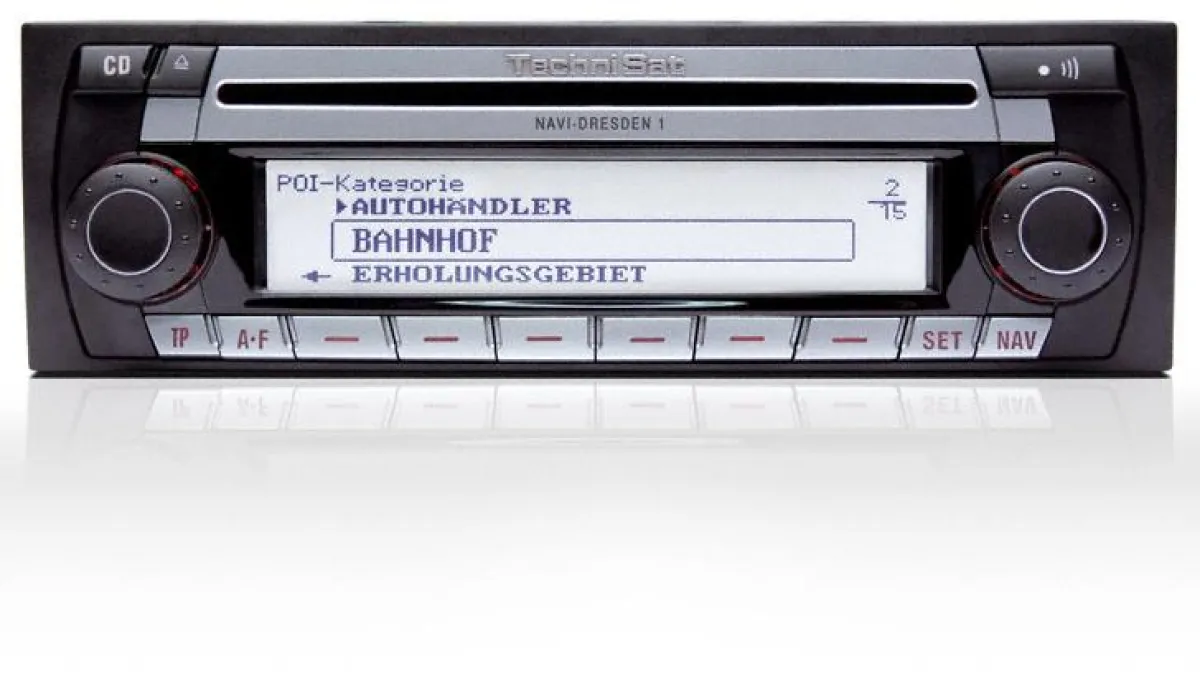 CD
TechniSat
NAVI-DRESDEN 1
POI-Kategorie
AUTOHÄNDLER
2
15
BAHNHOF
ERHOLUNGSGEBIET
TP
A·F
SET
NAV